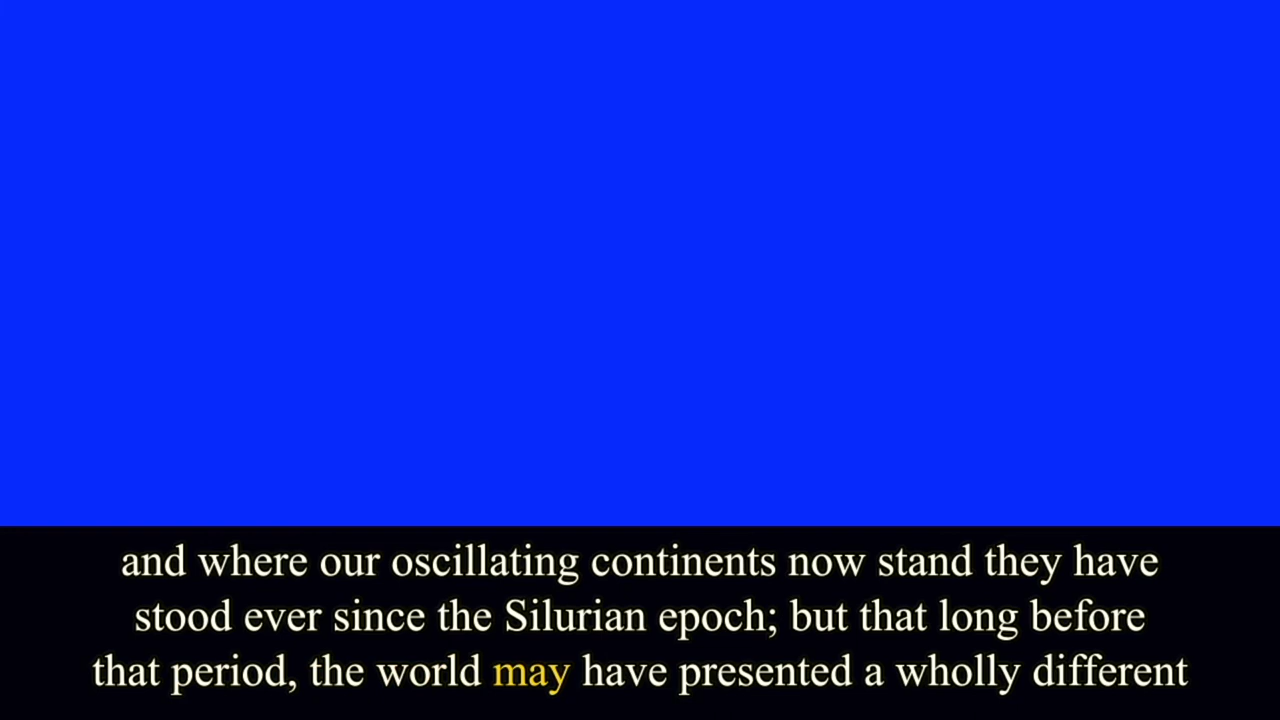 and where our oscillating continents now stand they have
stood ever since the Silurian epoch; but that long before
that period, the world may have presented a wholly different